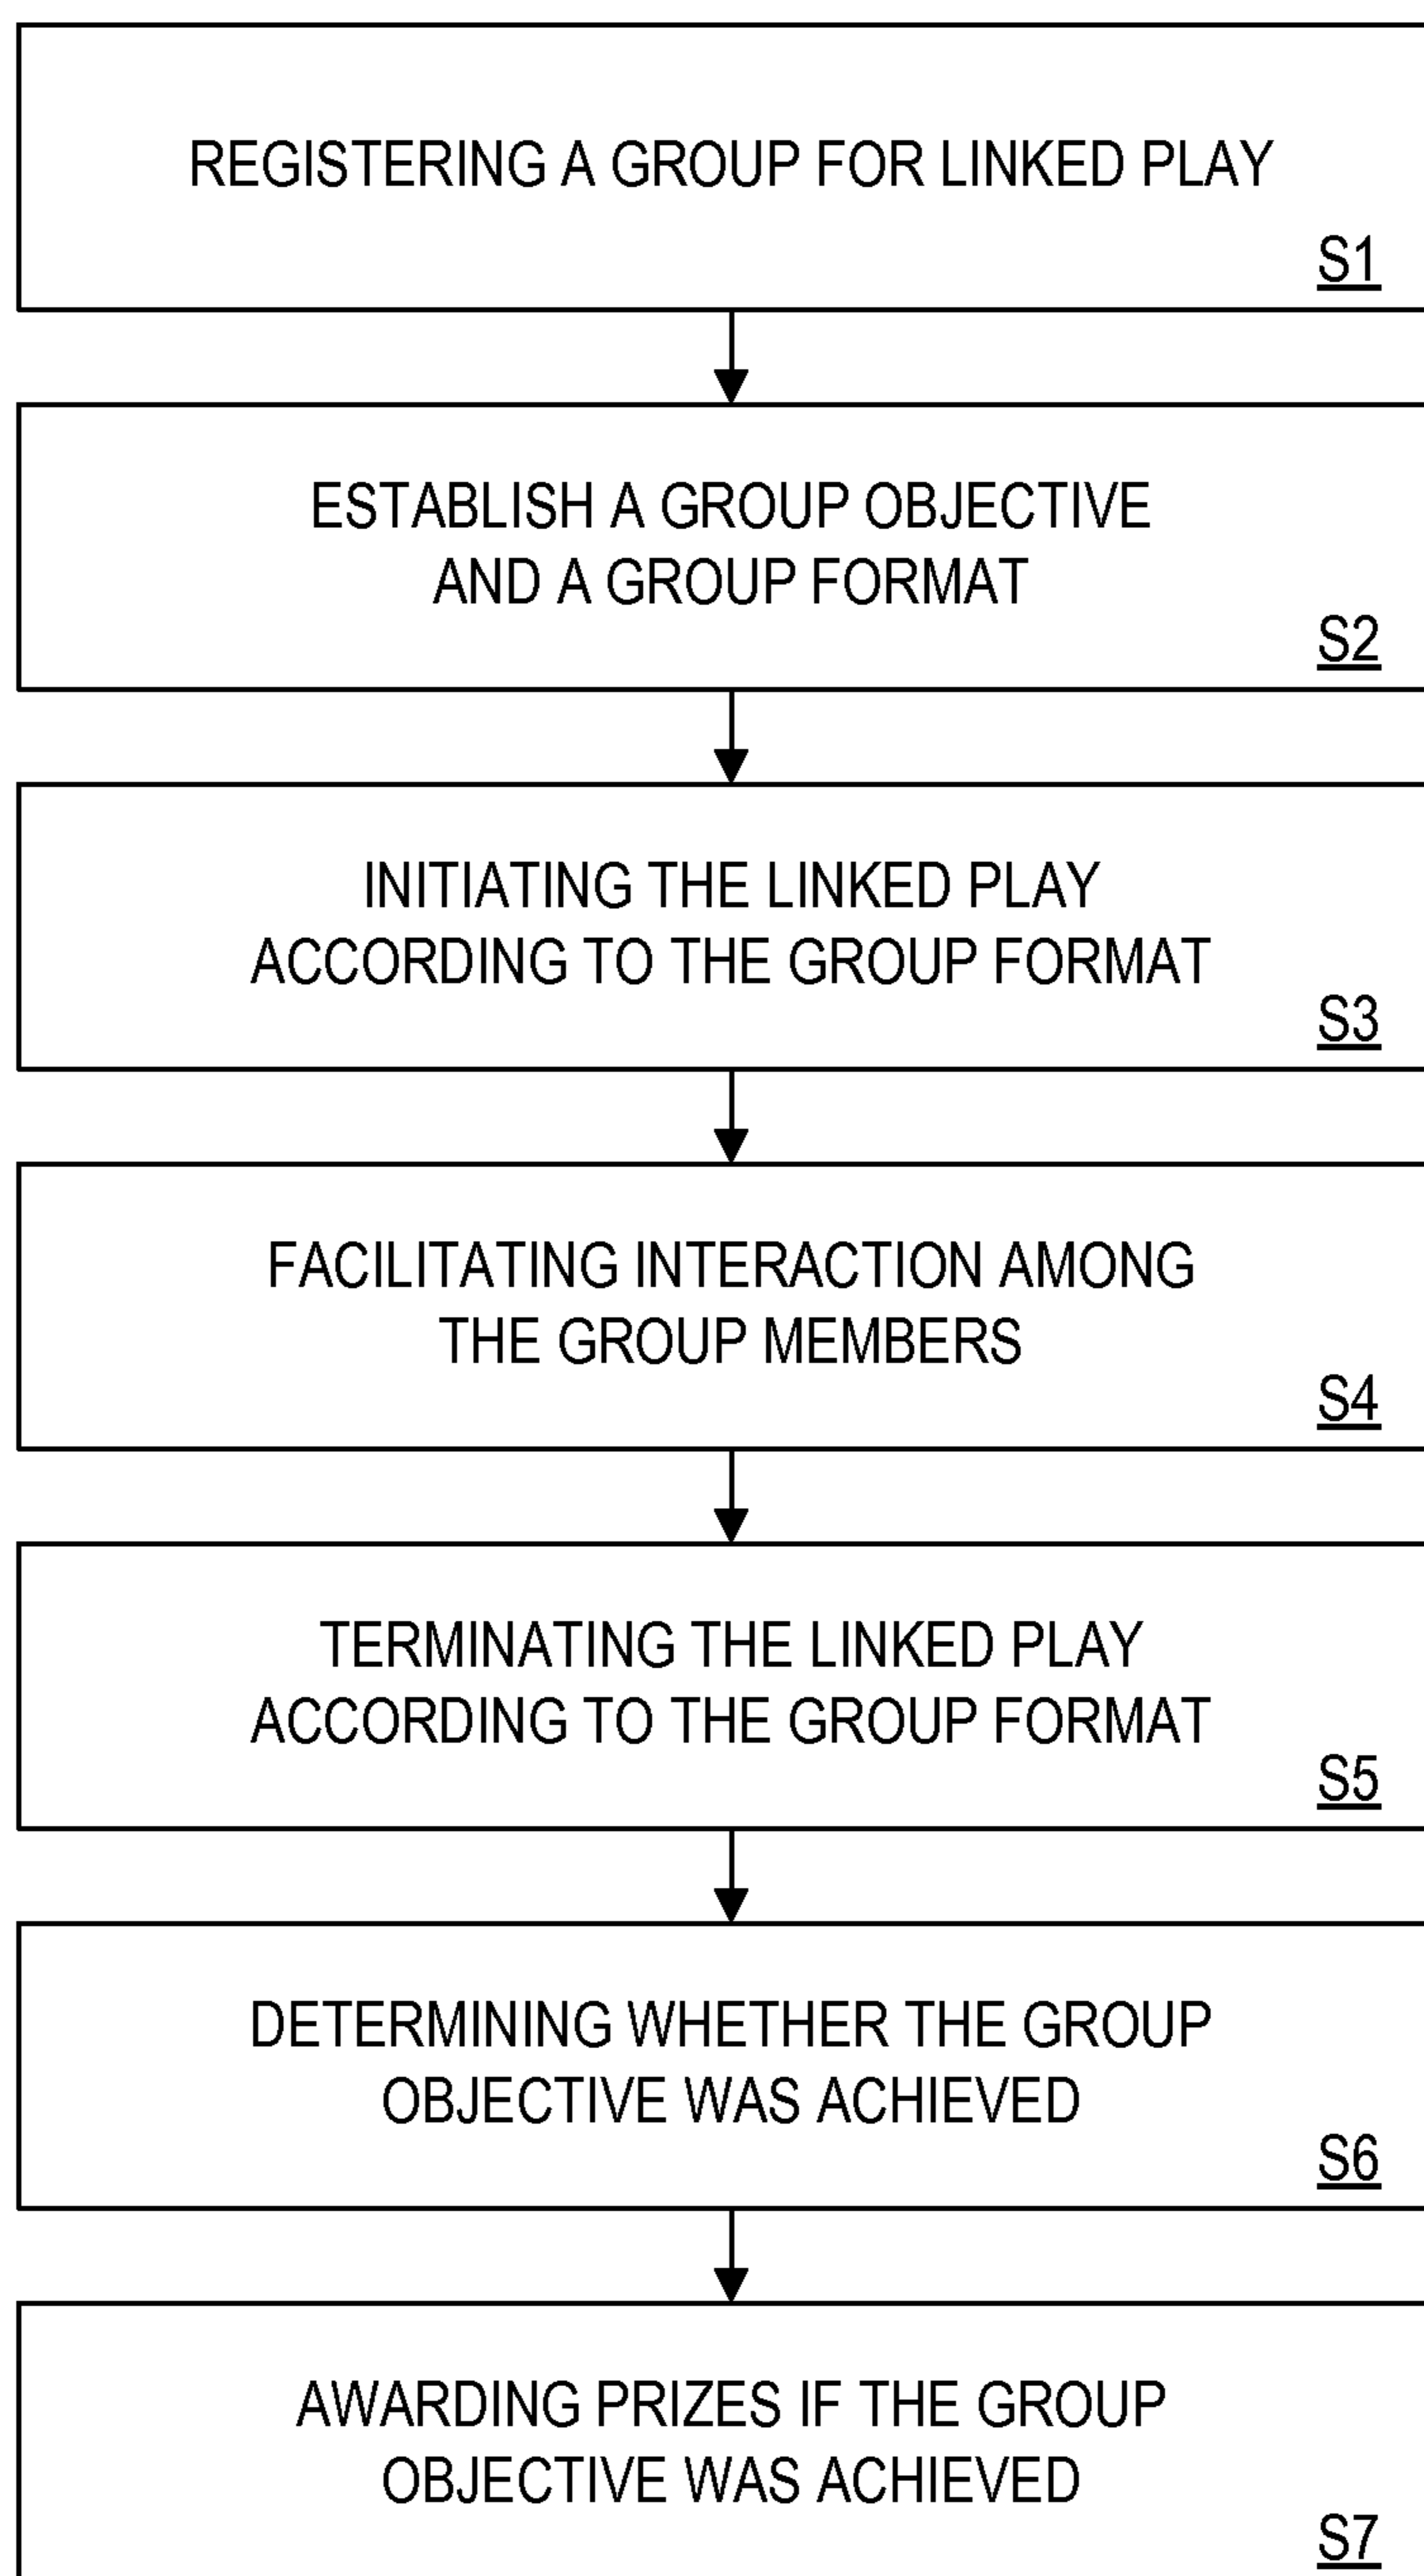 REGISTERING A GROUP FOR LINKED PLAY
S1
ESTABLISH A GROUP OBJECTIVE
AND A GROUP FORMAT
S2
INITIATING THE LINKED PLAY
ACCORDING TO THE GROUP FORMAT
S3
FACILITATING INTERACTION AMONG
THE GROUP MEMBERS
S4
TERMINATING THE LINKED PLAY
ACCORDING TO THE GROUP FORMAT
S5
DETERMINING WHETHER THE GROUP
OBJECTIVE WAS ACHIEVED
S6
AWARDING PRIZES IF THE GROUP
OBJECTIVE WAS ACHIEVED
S7